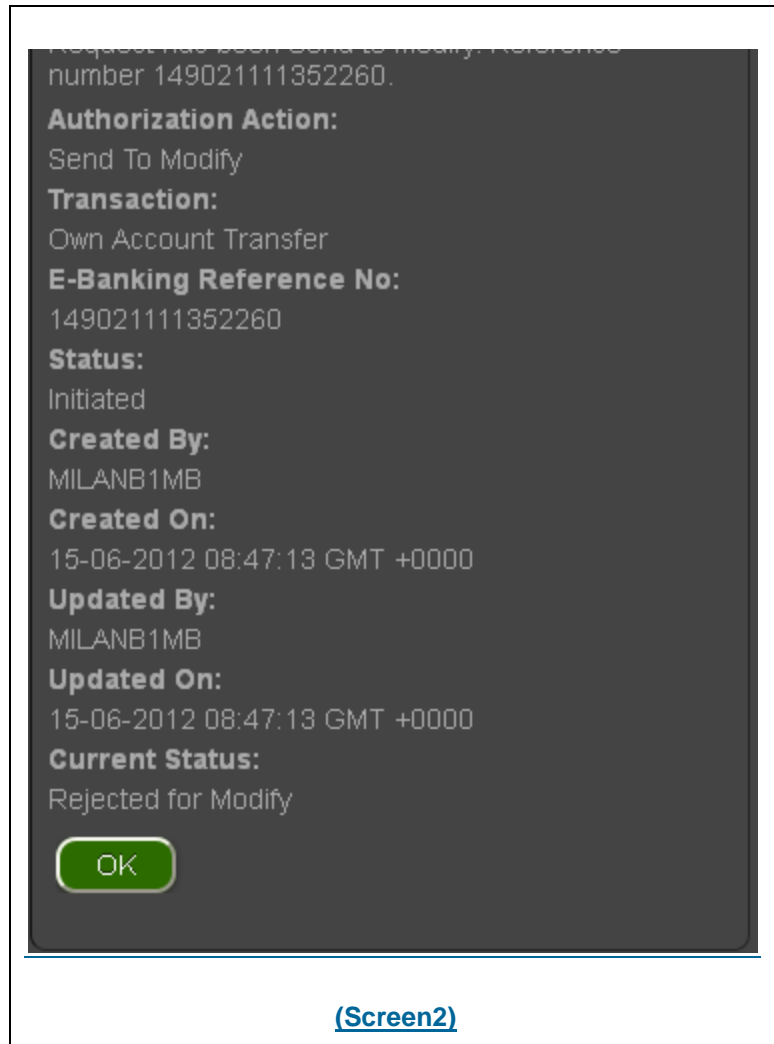 number 149021111352260.
Authorization Action:
Send To Modify
Transaction:
Own Account Transfer
E-Banking Reference No:
149021111352260
Status:
Initiated
Created By:
MILANB1MB
Created On:
15-06-2012 08:47:13 GMT +0000
Updated By:
MILANB1MB
Updated On:
15-06-2012 08:47:13 GMT +0000
Current Status:
Rejected for Modify
OK
(Screen2)